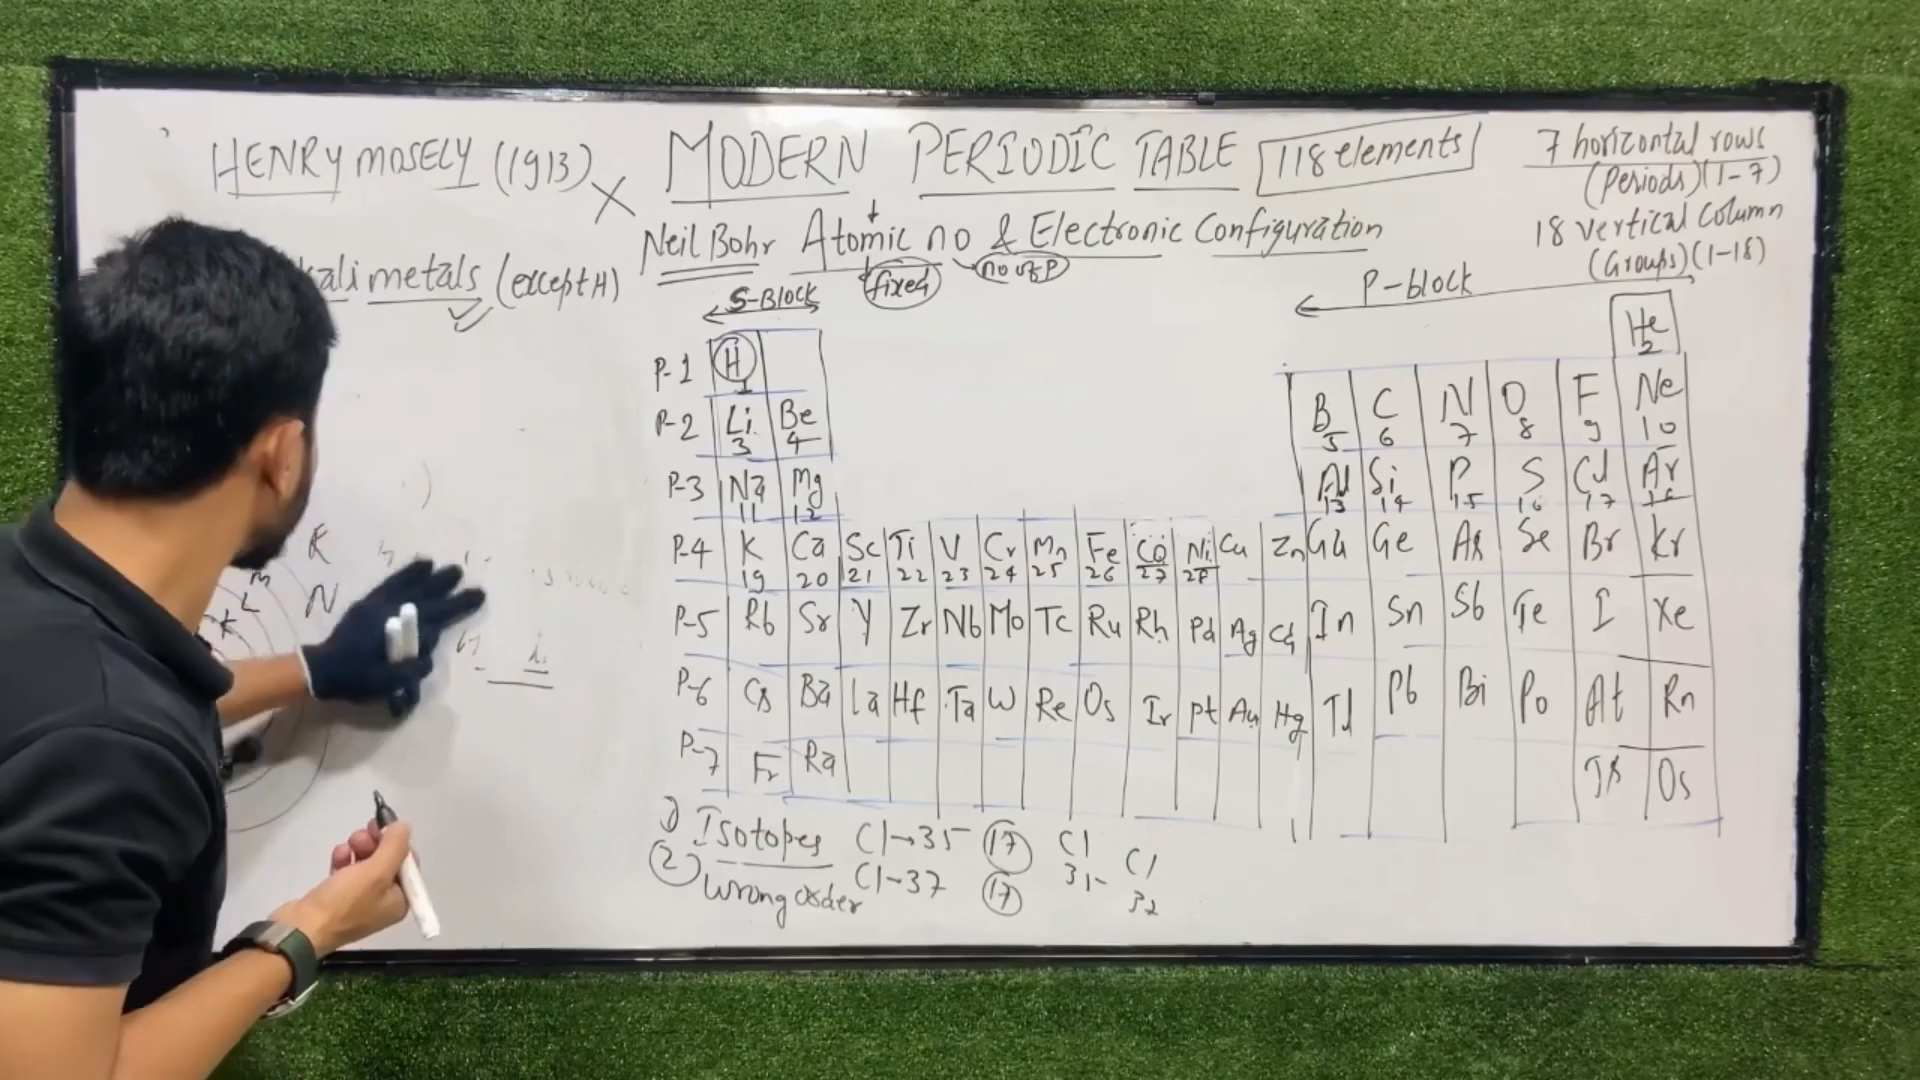 HENRY MOSELY (1913) X MODERN PERIODIC TABLE 118 elements
7 horizontal rows
(Periods)(1-7)
18 vertical Column
(Groups)(1-18)
Neil Bohr Atomic no & Electronic Configuration
fixed
no of P
kali metals (except H)
S-Block
P-block
He
2
P-1 H
1
P-2 Li Be B C N O F Ne
3 4 5 6 7 8 9 10
P-3 Na Mg Al Si P S Cl Ar
11 12 13 14 15 16 17 18
P-4 K Ca Sc Ti V Cr Mn Fe Co Ni Cu Zn Ga Ge As Se Br Kr
19 20 21 22 23 24 25 26 27 28
P-5 Rb Sr Y Zr Nb Mo Tc Ru Rh Pd Ag Cd In Sn Sb Te I Xe
P-6 Cs Ba La Hf Ta W Re Os Ir Pt Au Hg Tl Pb Bi Po At Rn
P-7 Fr Ra Ts Os
K
N
M
L
K
1) Isotopes Cl→35 17 Cl Cl
2 Wrong order Cl-37 17